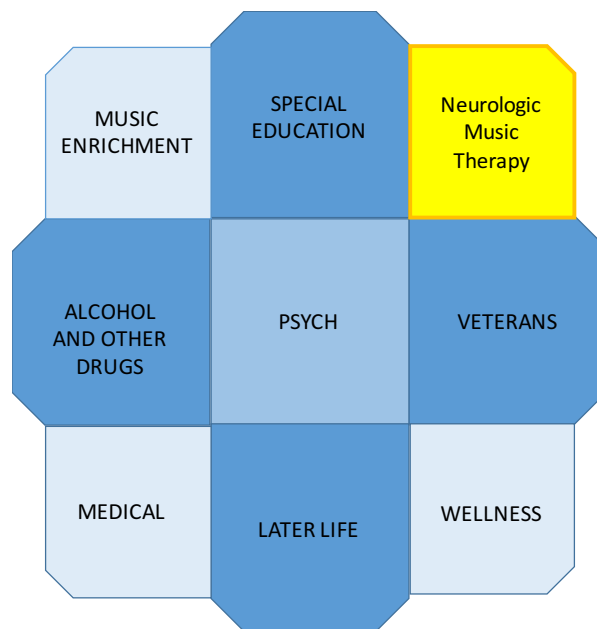 MUSIC
ENRICHMENT
SPECIAL
EDUCATION
Neurologic
Music
Therapy
ALCOHOL
AND OTHER
DRUGS
PSYCH
VETERANS
MEDICAL
LATER LIFE
WELLNESS